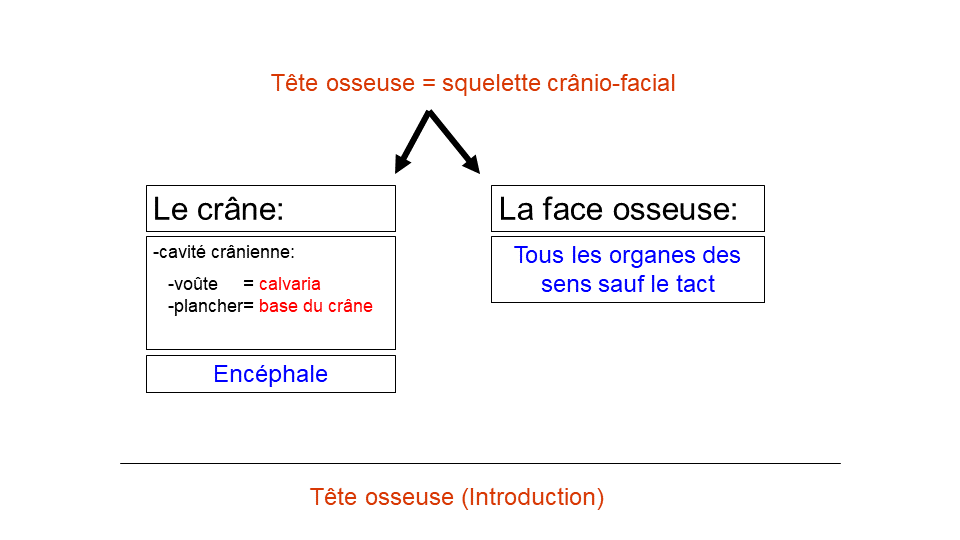 Tête osseuse = squelette crânio-facial
Le crâne:
-cavité crânienne:
-voûte = calvaria
-plancher= base du crâne
Encéphale
La face osseuse:
Tous les organes des
sens sauf le tact
Tête osseuse (Introduction)